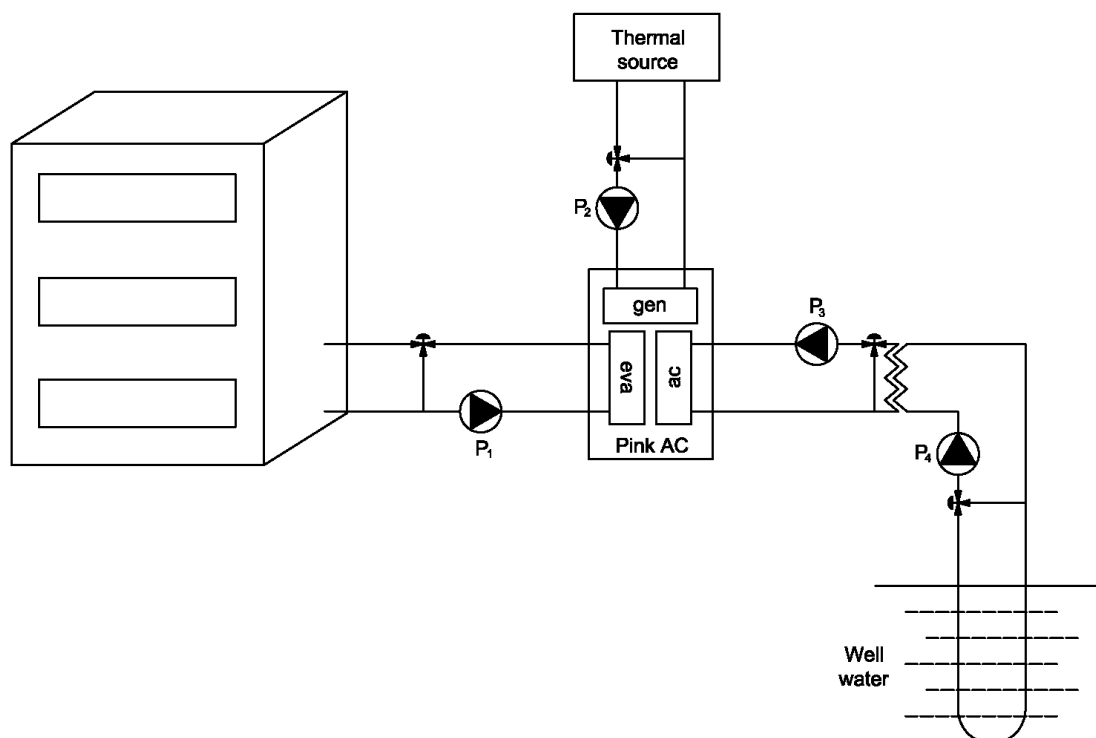 Thermal
source
P₂
gen
P₃
eva
ac
P₁
Pink AC
P₄
Well
water